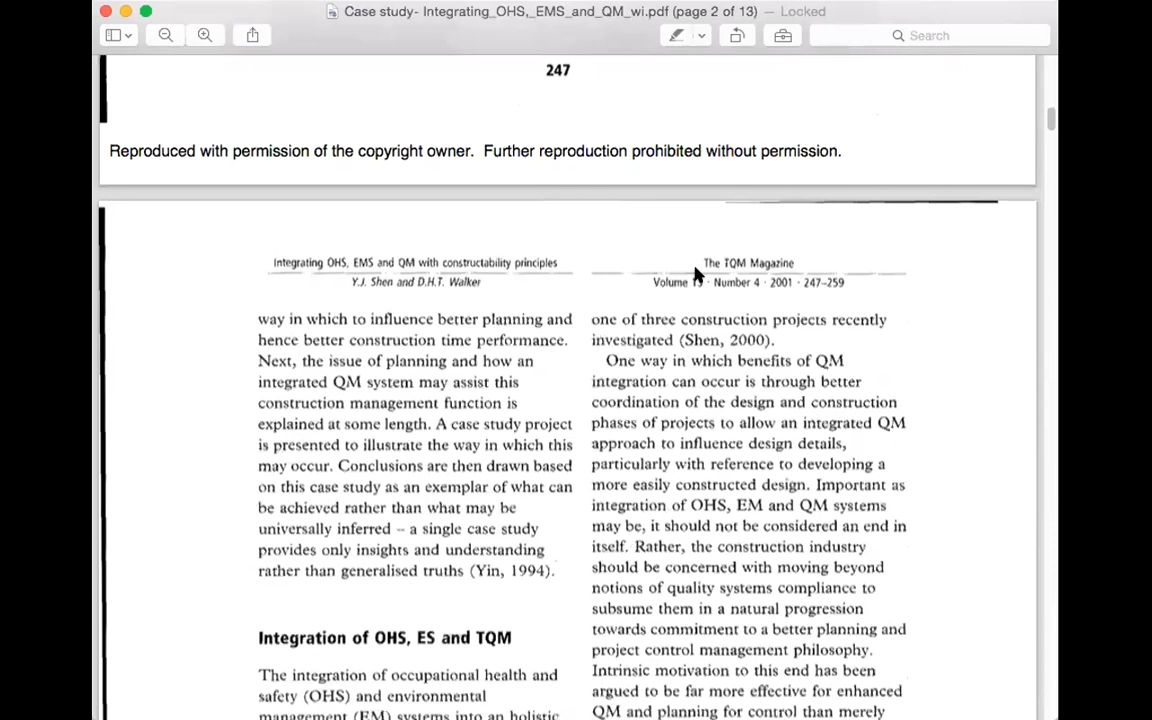 Case study- Integrating_OHS,_EMS_and_QM_wi.pdf (page 2 of 13) — Locked
Search
247
Reproduced with permission of the copyright owner.  Further reproduction prohibited without permission.
Integrating OHS, EMS and QM with constructability principles
Y.J. Shen and D.H.T. Walker
The TQM Magazine
Volume · Number 4 · 2001 · 247–259
way in which to influence better planning and
hence better construction time performance.
Next, the issue of planning and how an
integrated QM system may assist this
construction management function is
explained at some length. A case study project
is presented to illustrate the way in which this
may occur. Conclusions are then drawn based
on this case study as an exemplar of what can
be achieved rather than what may be
universally inferred – a single case study
provides only insights and understanding
rather than generalised truths (Yin, 1994).
Integration of OHS, ES and TQM
The integration of occupational health and
safety (OHS) and environmental
management (EM) systems into an holistic
one of three construction projects recently
investigated (Shen, 2000).
One way in which benefits of QM
integration can occur is through better
coordination of the design and construction
phases of projects to allow an integrated QM
approach to influence design details,
particularly with reference to developing a
more easily constructed design. Important as
integration of OHS, EM and QM systems
may be, it should not be considered an end in
itself. Rather, the construction industry
should be concerned with moving beyond
notions of quality systems compliance to
subsume them in a natural progression
towards commitment to a better planning and
project control management philosophy.
Intrinsic motivation to this end has been
argued to be far more effective for enhanced
QM and planning for control than merely